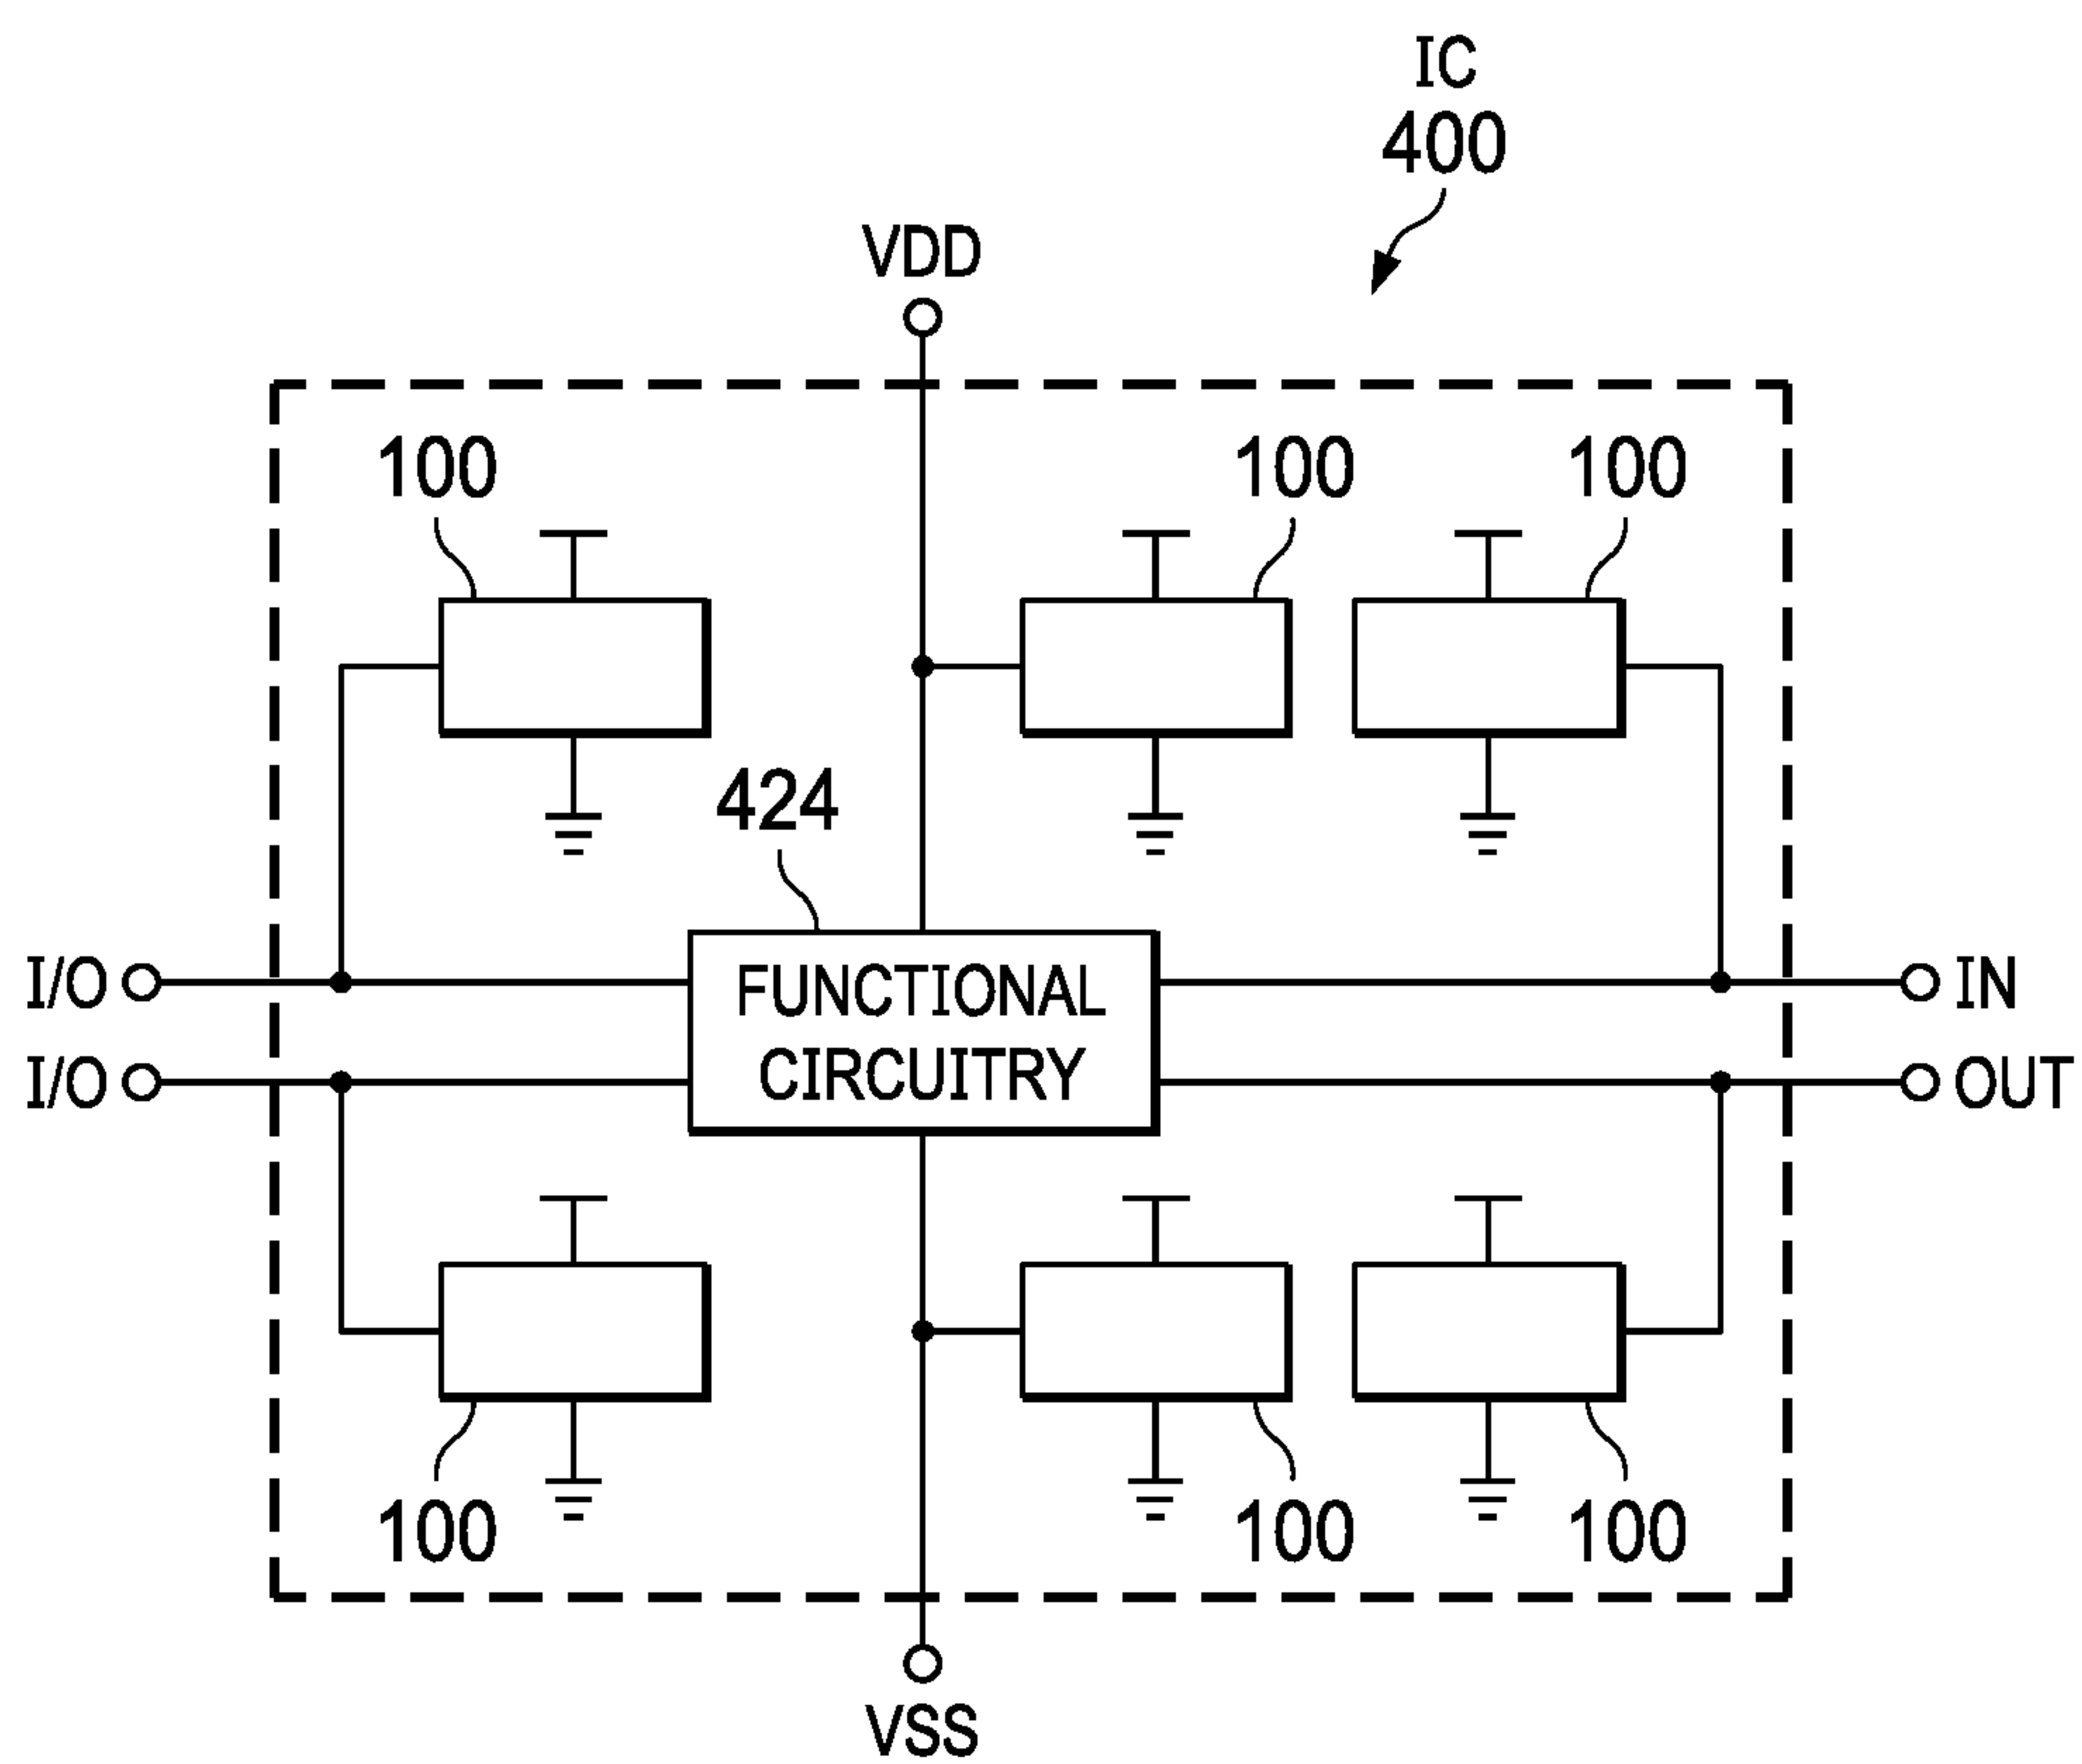 IC
400
VDD
100
100
100
424
I/O
FUNCTIONAL
IN
I/O
CIRCUITRY
OUT
100
100
100
VSS